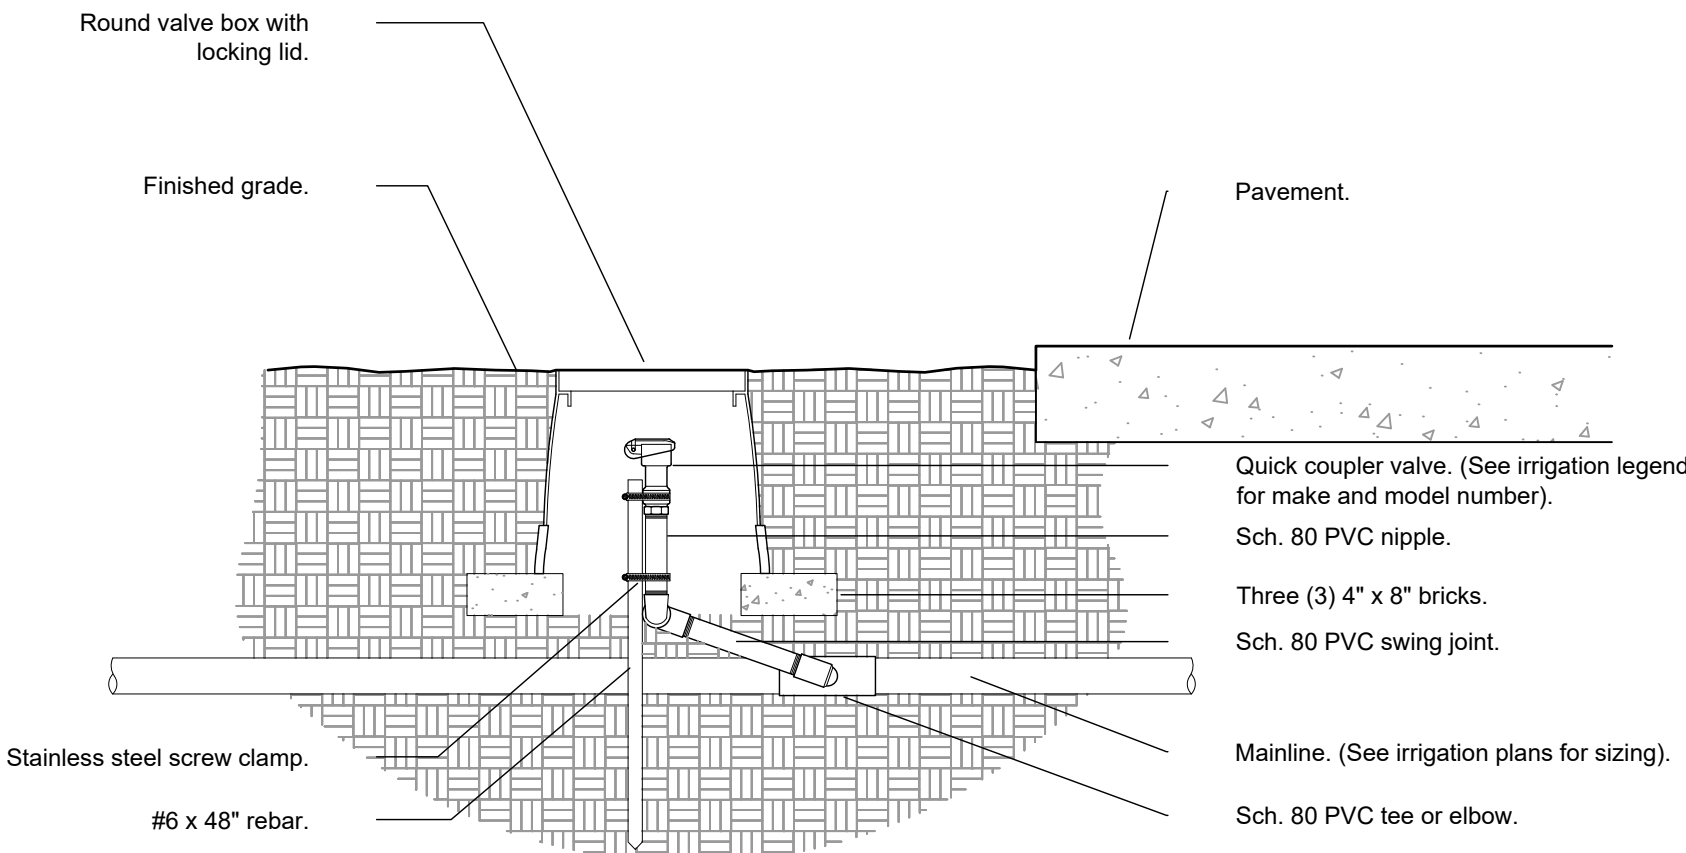 Round valve box with
locking lid.
Finished grade.
Pavement.
Quick coupler valve. (See irrigation legend
for make and model number).
Sch. 80 PVC nipple.
Three (3) 4" x 8" bricks.
Sch. 80 PVC swing joint.
Stainless steel screw clamp.
Mainline. (See irrigation plans for sizing).
#6 x 48" rebar.
Sch. 80 PVC tee or elbow.